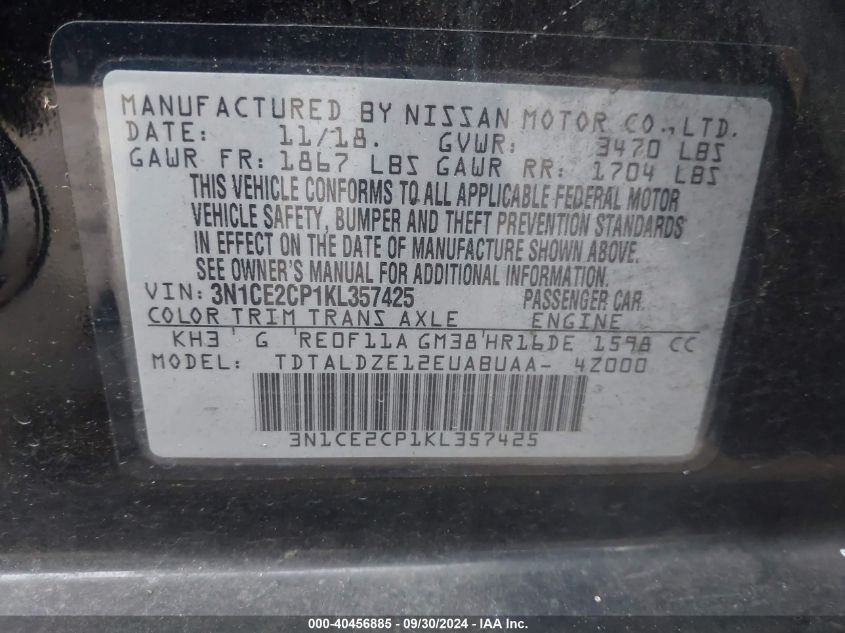 MANUFACTURED BY NISSAN MOTOR CO.,LTD.
DATE: 11/18. GVWR: 3470 LBS
GAWR FR: 1867 LBS GAWR RR: 1704 LBS
THIS VEHICLE CONFORMS TO ALL APPLICABLE FEDERAL MOTOR
VEHICLE SAFETY, BUMPER AND THEFT PREVENTION STANDARDS
IN EFFECT ON THE DATE OF MANUFACTURE SHOWN ABOVE.
SEE OWNER'S MANUAL FOR ADDITIONAL INFORMATION.
VIN: 3N1CE2CP1KL357425 PASSENGER CAR.
COLOR TRIM TRANS AXLE ENGINE
KH3 ' G 'RE0F11A GM38'HR16DE 1598 CC
MODEL: TDTALDZE12EUABUAA- 4Z000
3N1CE2CP1KL357425
000-40456885 - 09/30/2024 - IAA Inc.